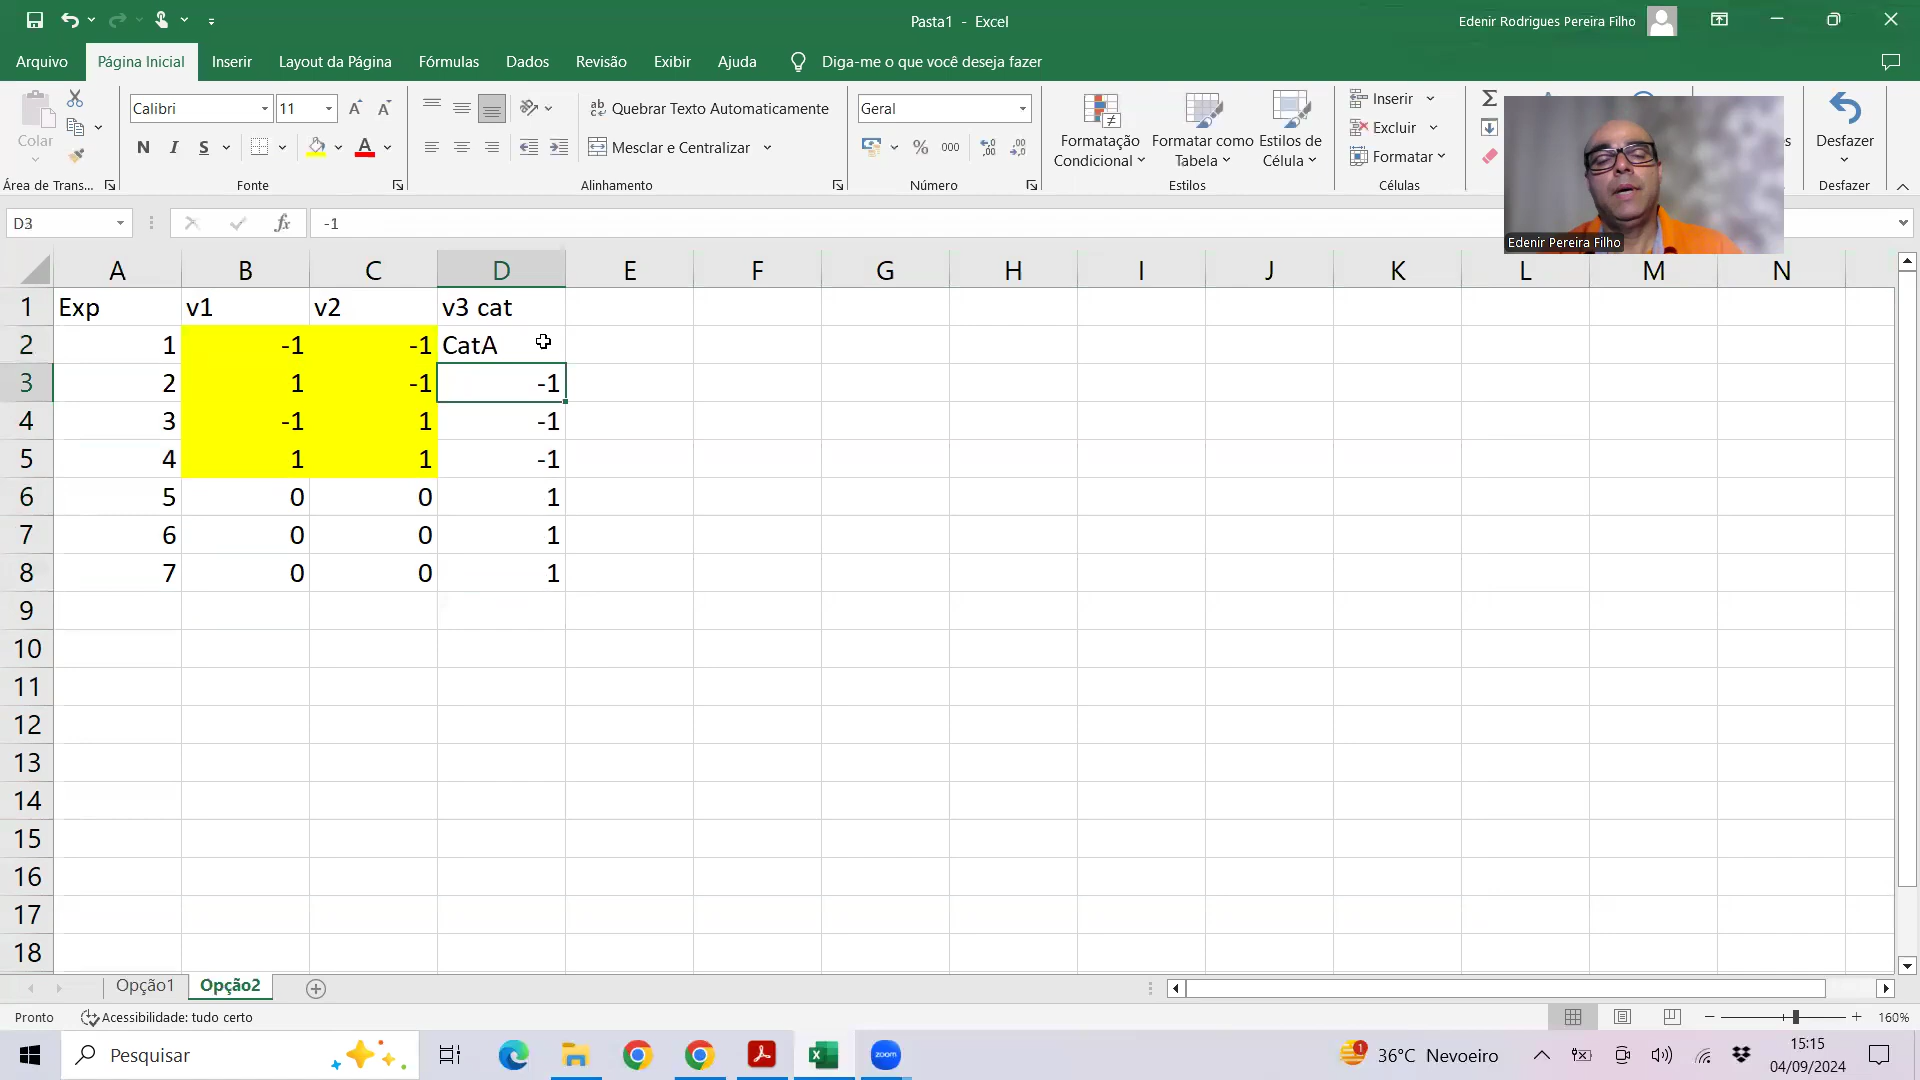 Pasta1 - Excel
Edenir Rodrigues Pereira Filho
Arquivo
Página Inicial
Inserir
Layout da Página
Fórmulas
Dados
Revisão
Exibir
Ajuda
Diga-me o que você deseja fazer
Colar
Área de Trans...
Calibri
11
N I S
Fonte
Quebrar Texto Automaticamente
Mesclar e Centralizar
Alinhamento
Geral
% 000
Número
Formatação Condicional
Formatar como Tabela
Estilos de Célula
Estilos
Inserir
Excluir
Formatar
Células
Desfazer
Desfazer
Edenir Pereira Filho
D3
fx
-1
A B C D E F G H I J K L M N
1 Exp v1 v2 v3 cat
2 1 -1 -1 CatA
3 2 1 -1 -1
4 3 -1 1 -1
5 4 1 1 -1
6 5 0 0 1
7 6 0 0 1
8 7 0 0 1
9
10
11
12
13
14
15
16
17
18
Opção1
Opção2
Pronto
Acessibilidade: tudo certo
160%
Pesquisar
zoom
1
36°C Nevoeiro
15:15
04/09/2024